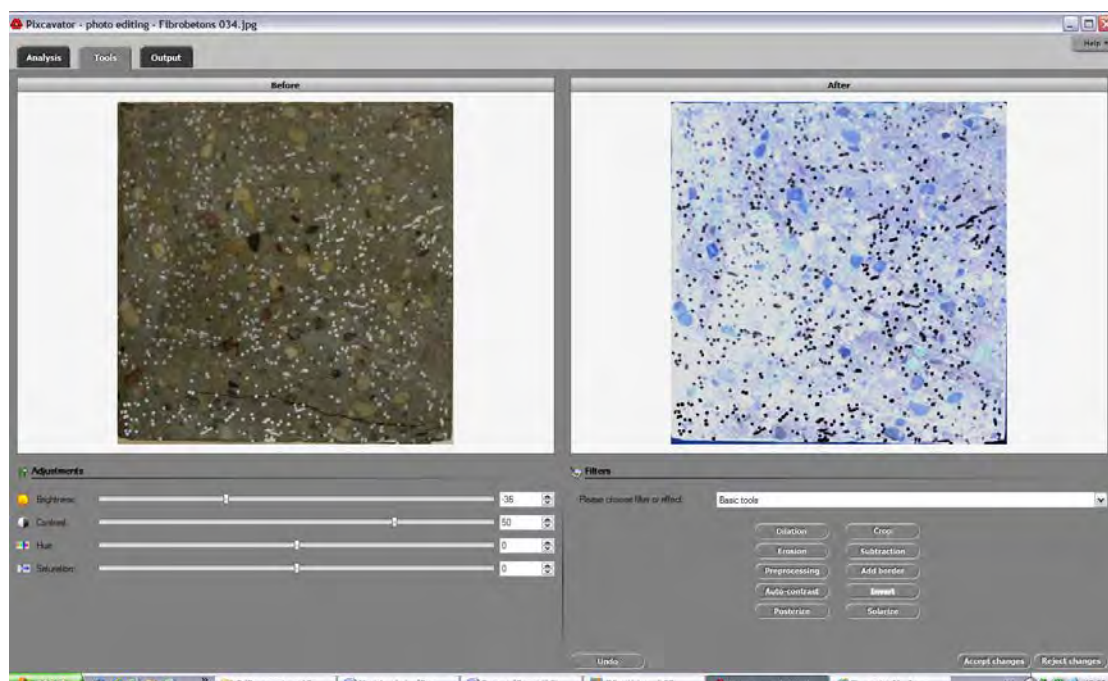 Pixcavator - photo editing - Fibrobetons 034.jpg
Help
Analysis
Tools
Output
Before
After
Adjustments
Brightness:
-36
Contrast:
50
Hue:
0
Saturation:
0
Filters
Please choose filter or effect:
Basic tools
Dilation
Crop
Erosion
Subtraction
Preprocessing
Add border
Auto-contrast
Invert
Posterize
Solarize
Undo
Accept changes
Reject changes